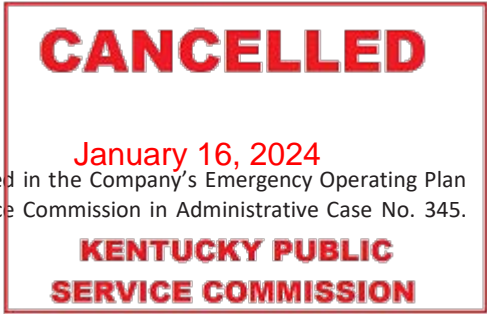 CANCELLED
January 16, 2024
in the Company’s Emergency Operating Plan
Commission in Administrative Case No. 345.
KENTUCKY PUBLIC
SERVICE COMMISSION